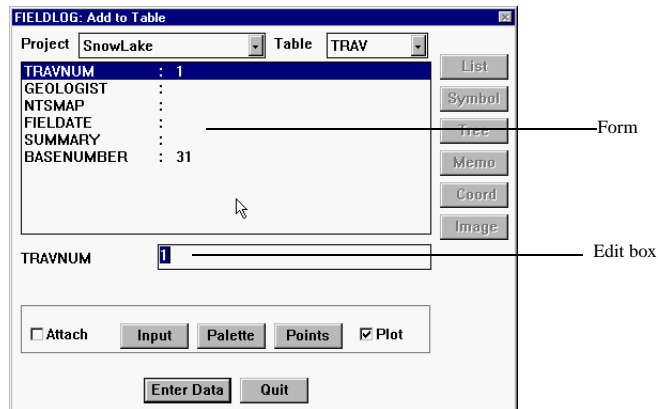 FIELDLOG: Add to Table
Project SnowLake Table TRAV
TRAVNUM : 1
GEOLOGIST :
NTSMAP :
FIELDATE :
SUMMARY :
BASENUMBER : 31
List
Symbol
Tree
Memo
Coord
Image
Form
TRAVNUM 1
Edit box
Attach Input Palette Points Plot
Enter Data Quit